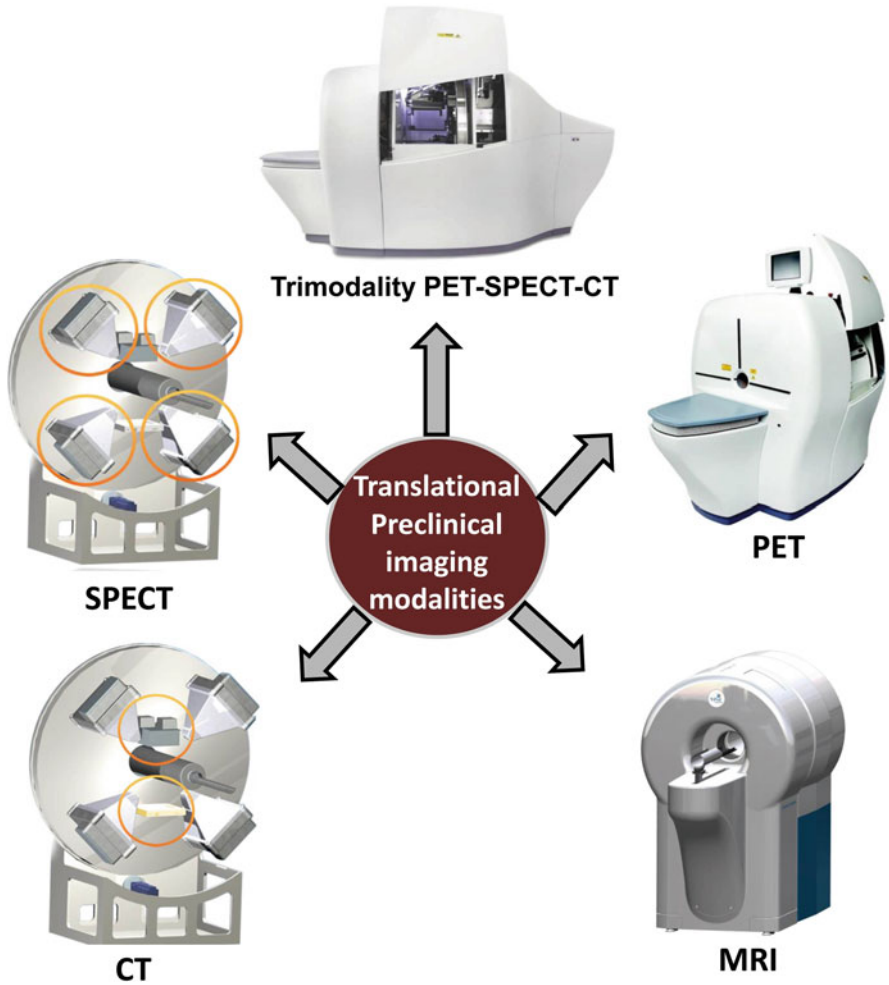 Trimodality PET-SPECT-CT
Translational
Preclinical
imaging
modalities
SPECT
PET
CT
MRI